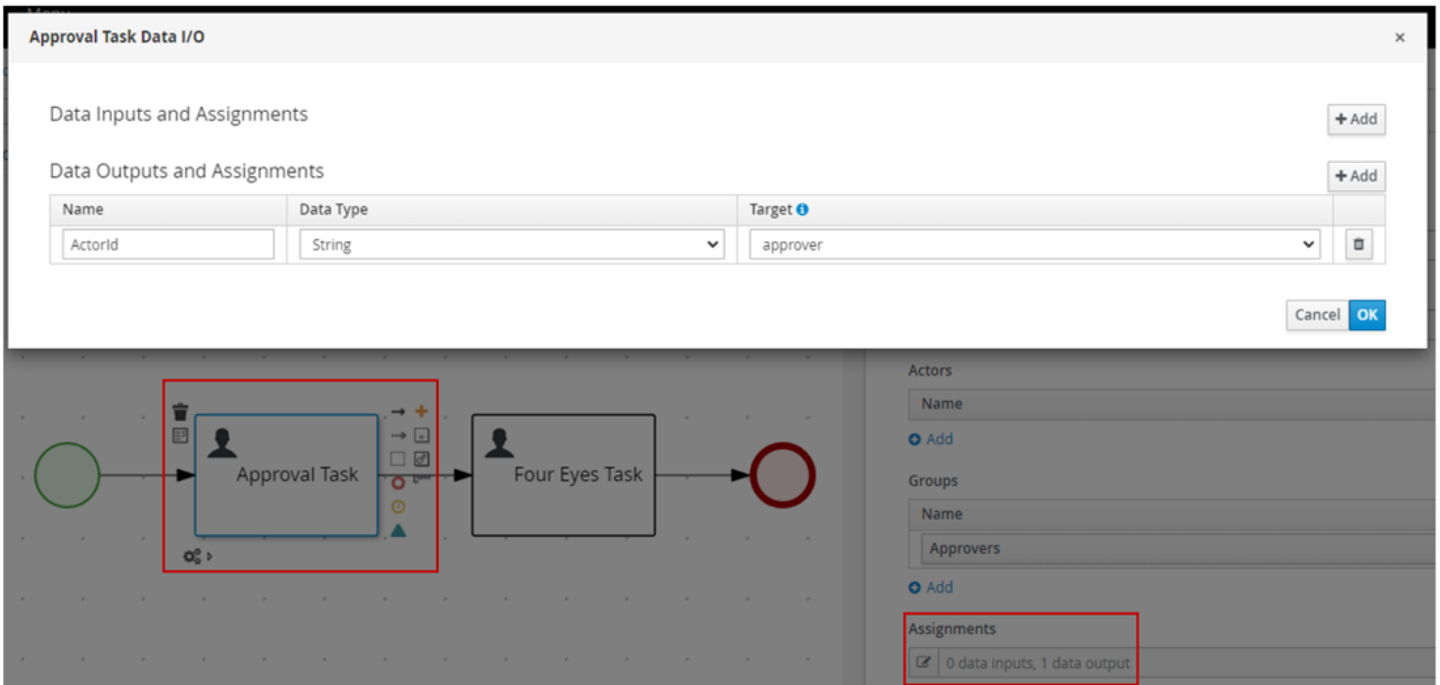 Menu
Approval Task Data I/O ×
Data Inputs and Assignments
+ Add
Data Outputs and Assignments
+ Add
Name Data Type Target
ActorId String approver
Cancel OK
Actors
Name
Add
Groups
Name
Approvers
Add
Assignments
0 data inputs, 1 data output
Approval Task
Four Eyes Task